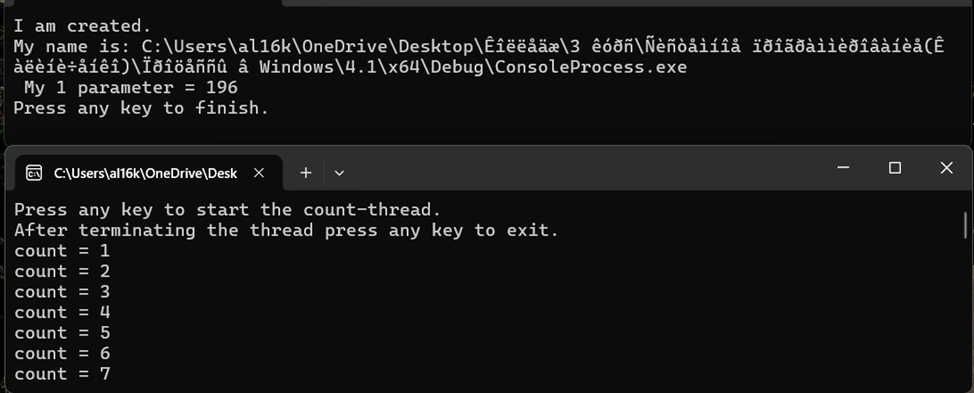 I am created.
My name is: C:\Users\al16k\OneDrive\Desktop\Êîëëåäæ\3 êóðñ\Ñèñòåìíîå ïðîãðàììèðîâàíèå(Ê
àëèíè÷åíêî)\Ïðîöåññû â Windows\4.1\x64\Debug\ConsoleProcess.exe
My 1 parameter = 196
Press any key to finish.
C:\Users\al16k\OneDrive\Desk
Press any key to start the count-thread.
After terminating the thread press any key to exit.
count = 1
count = 2
count = 3
count = 4
count = 5
count = 6
count = 7